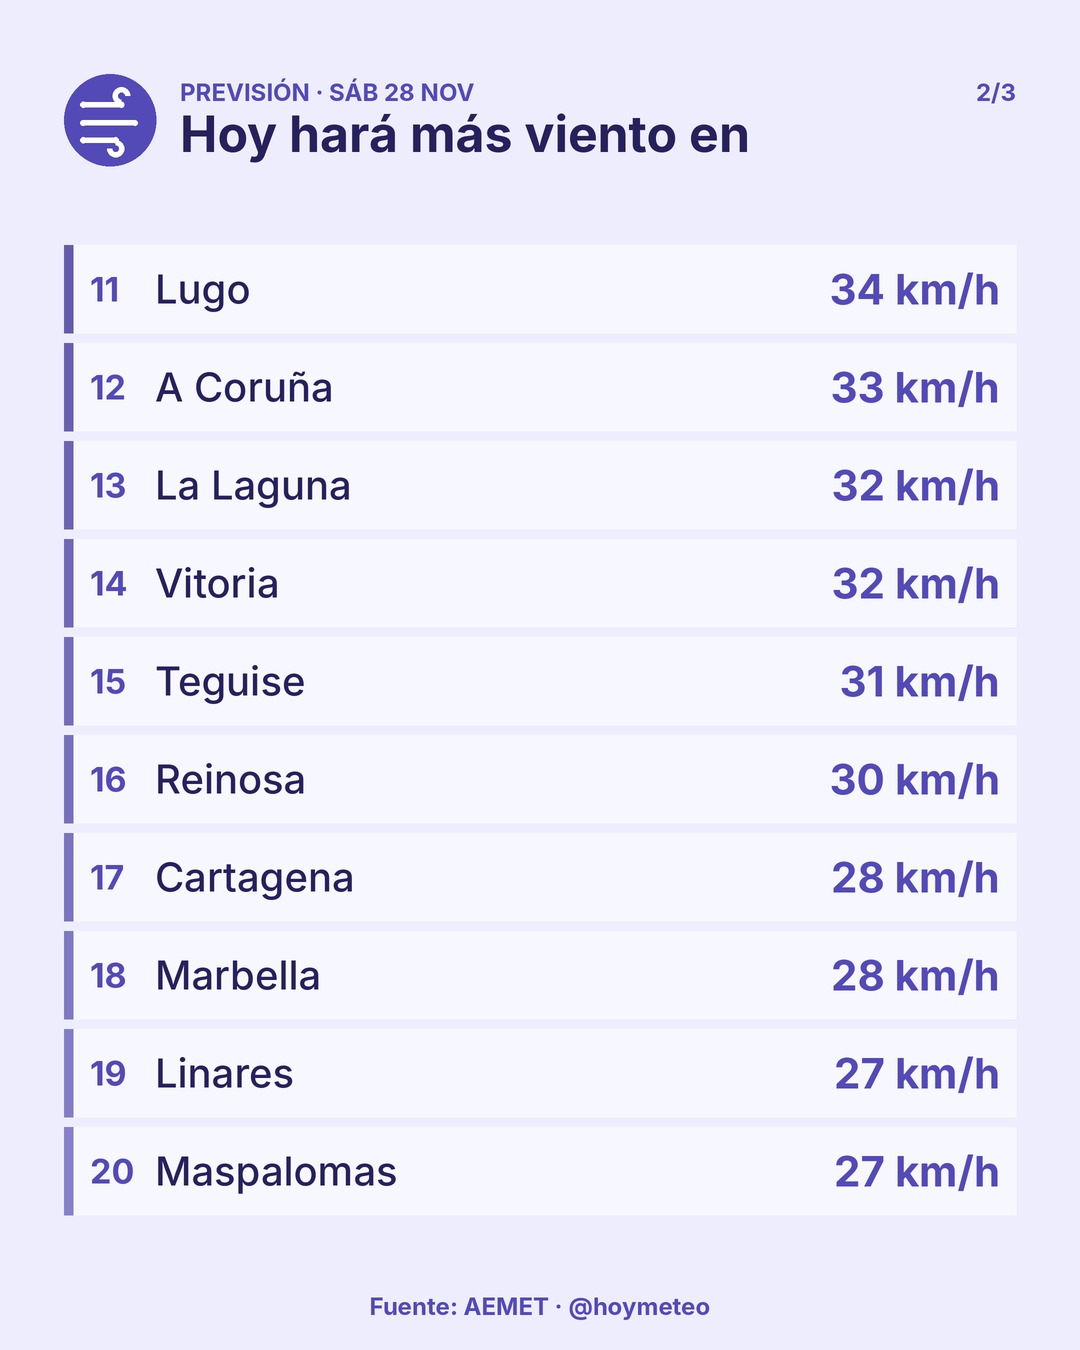 PREVISIÓN · SÁB 28 NOV
2/3
Hoy hará más viento en
11 Lugo 34 km/h
12 A Coruña 33 km/h
13 La Laguna 32 km/h
14 Vitoria 32 km/h
15 Teguise 31 km/h
16 Reinosa 30 km/h
17 Cartagena 28 km/h
18 Marbella 28 km/h
19 Linares 27 km/h
20 Maspalomas 27 km/h
Fuente: AEMET · @hoymeteo